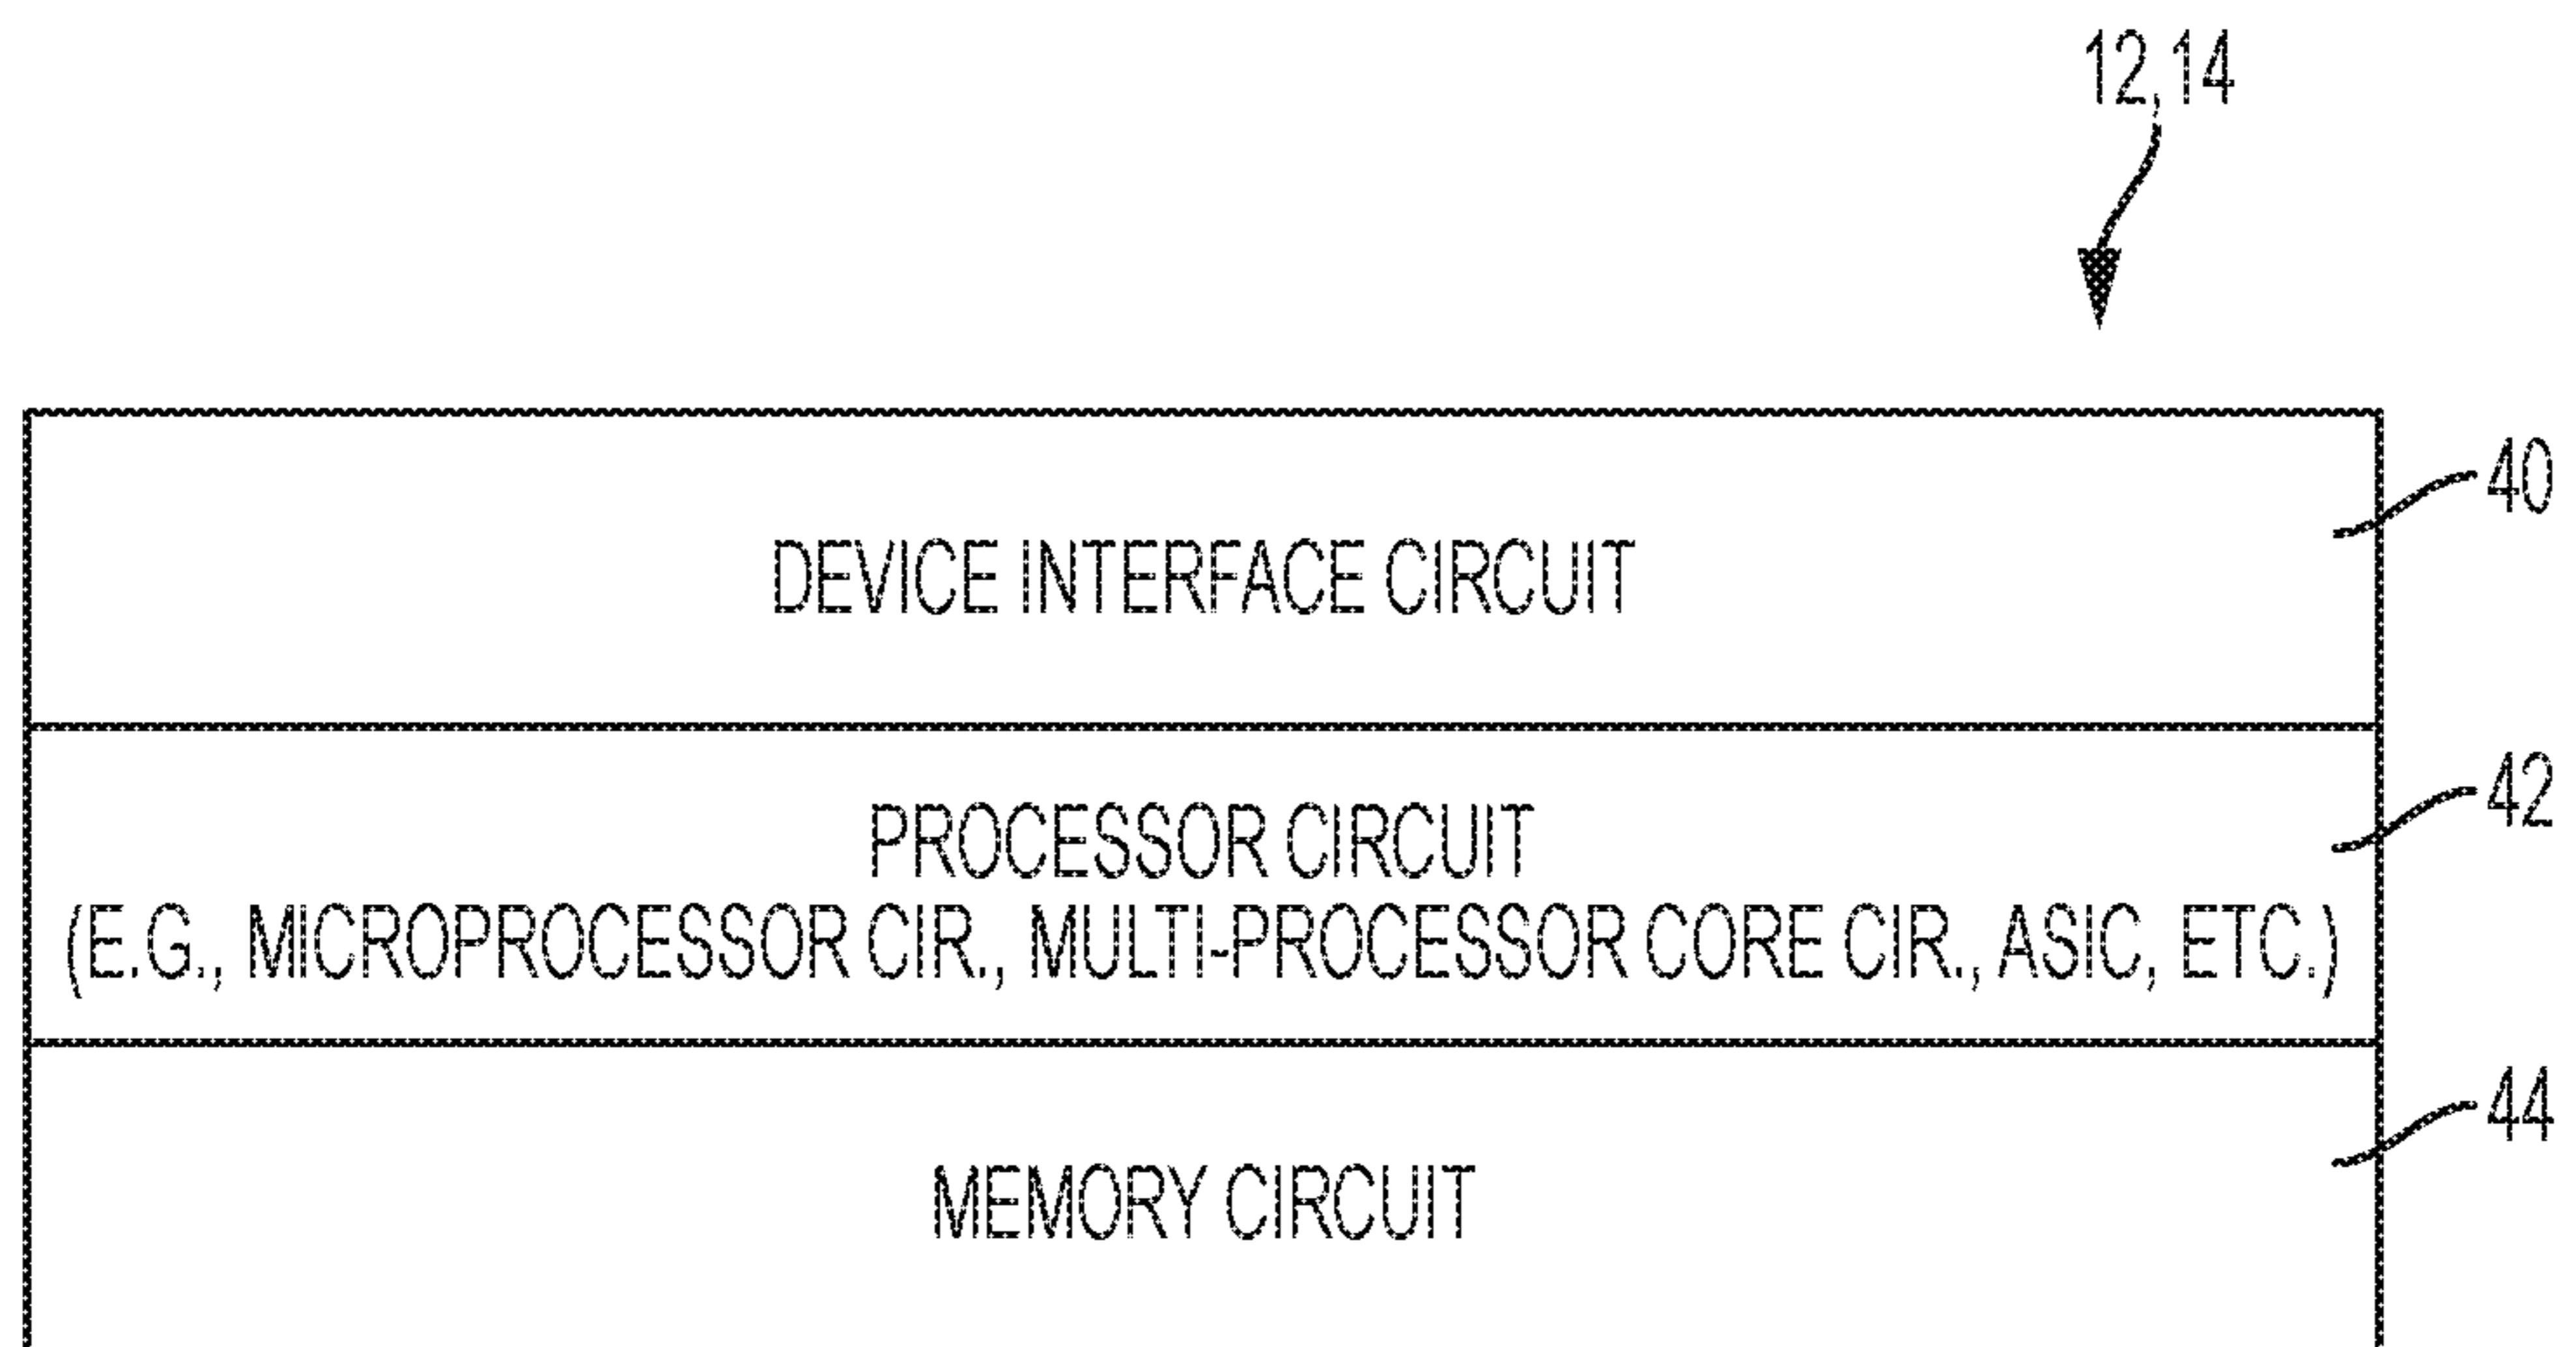 12,14
40
DEVICE INTERFACE CIRCUIT
42
PROCESSOR CIRCUIT
(E.G., MICROPROCESSOR CIR., MULTI-PROCESSOR CORE CIR., ASIC, ETC.)
44
MEMORY CIRCUIT